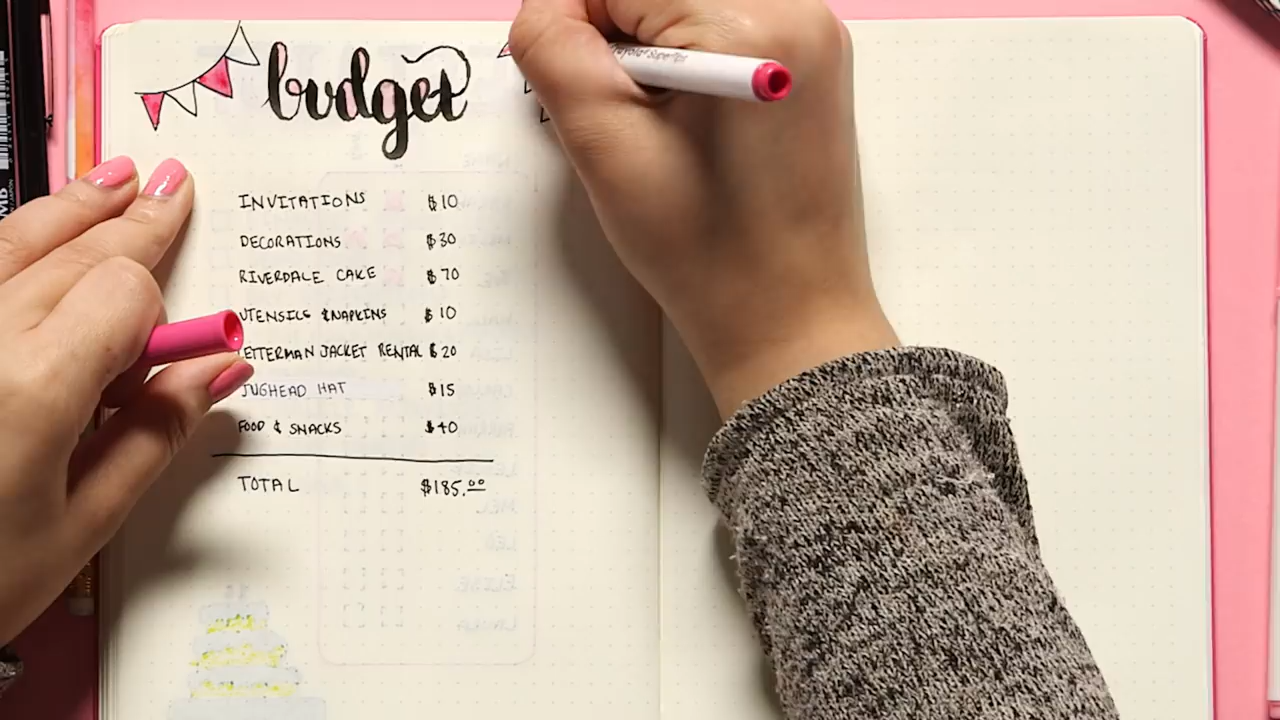 budget
INVITATIONS $10
DECORATIONS $30
RIVERDALE CAKE $70
UTENSILS & NAPKINS $10
LETTERMAN JACKET RENTAL $20
JUGHEAD HAT $15
FOOD & SNACKS $40
TOTAL $185.00